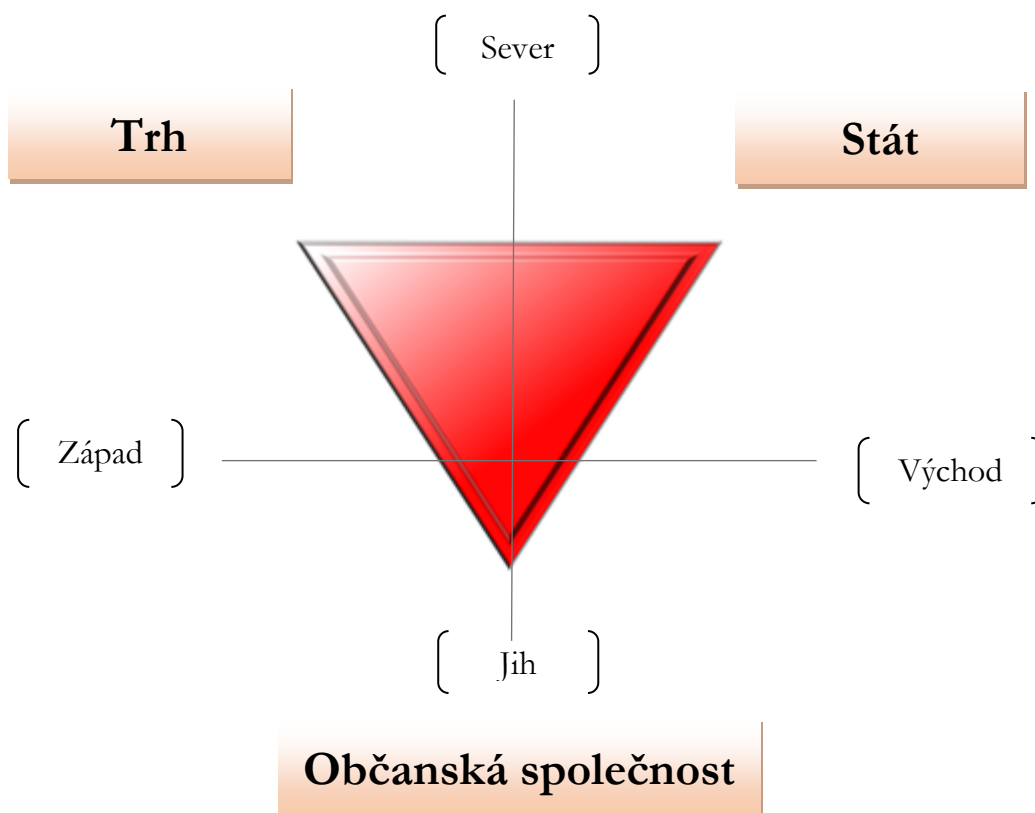 Sever
Trh
Stát
Západ
Východ
Jih
Občanská společnost